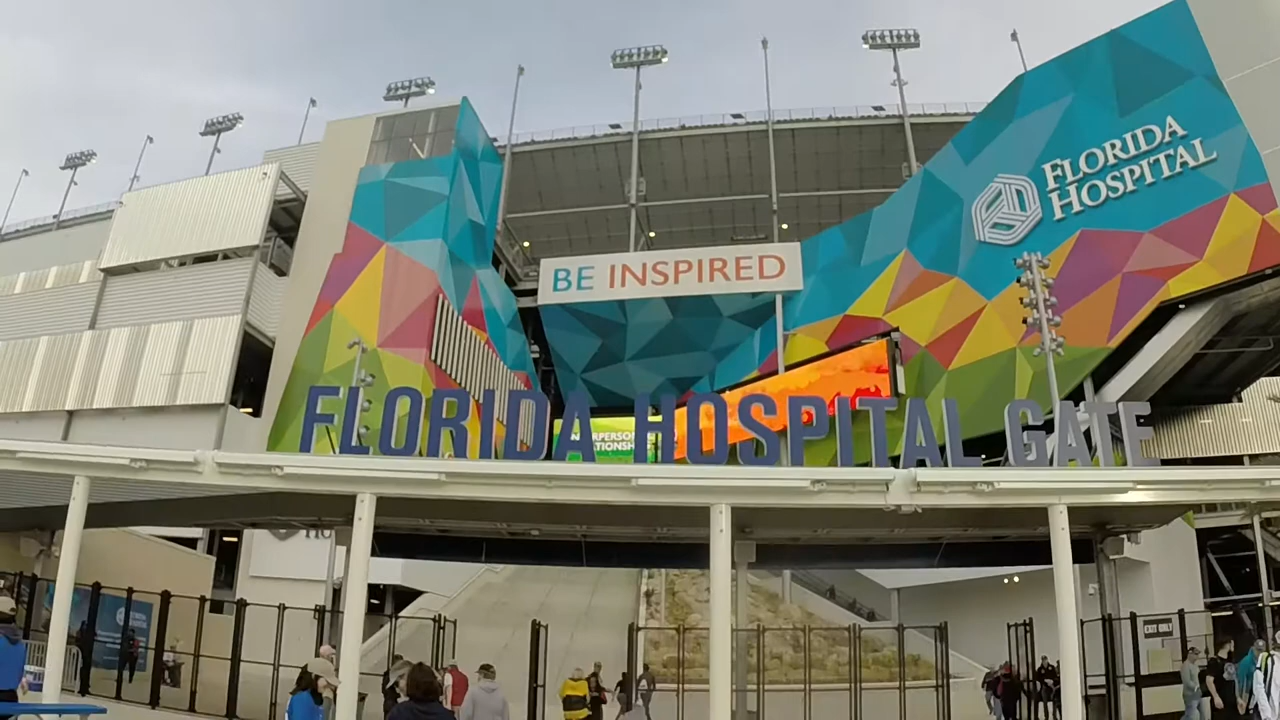 FLORIDA
HOSPITAL
BE INSPIRED
FLORIDA HOSPITAL GATE
EXIT ONLY